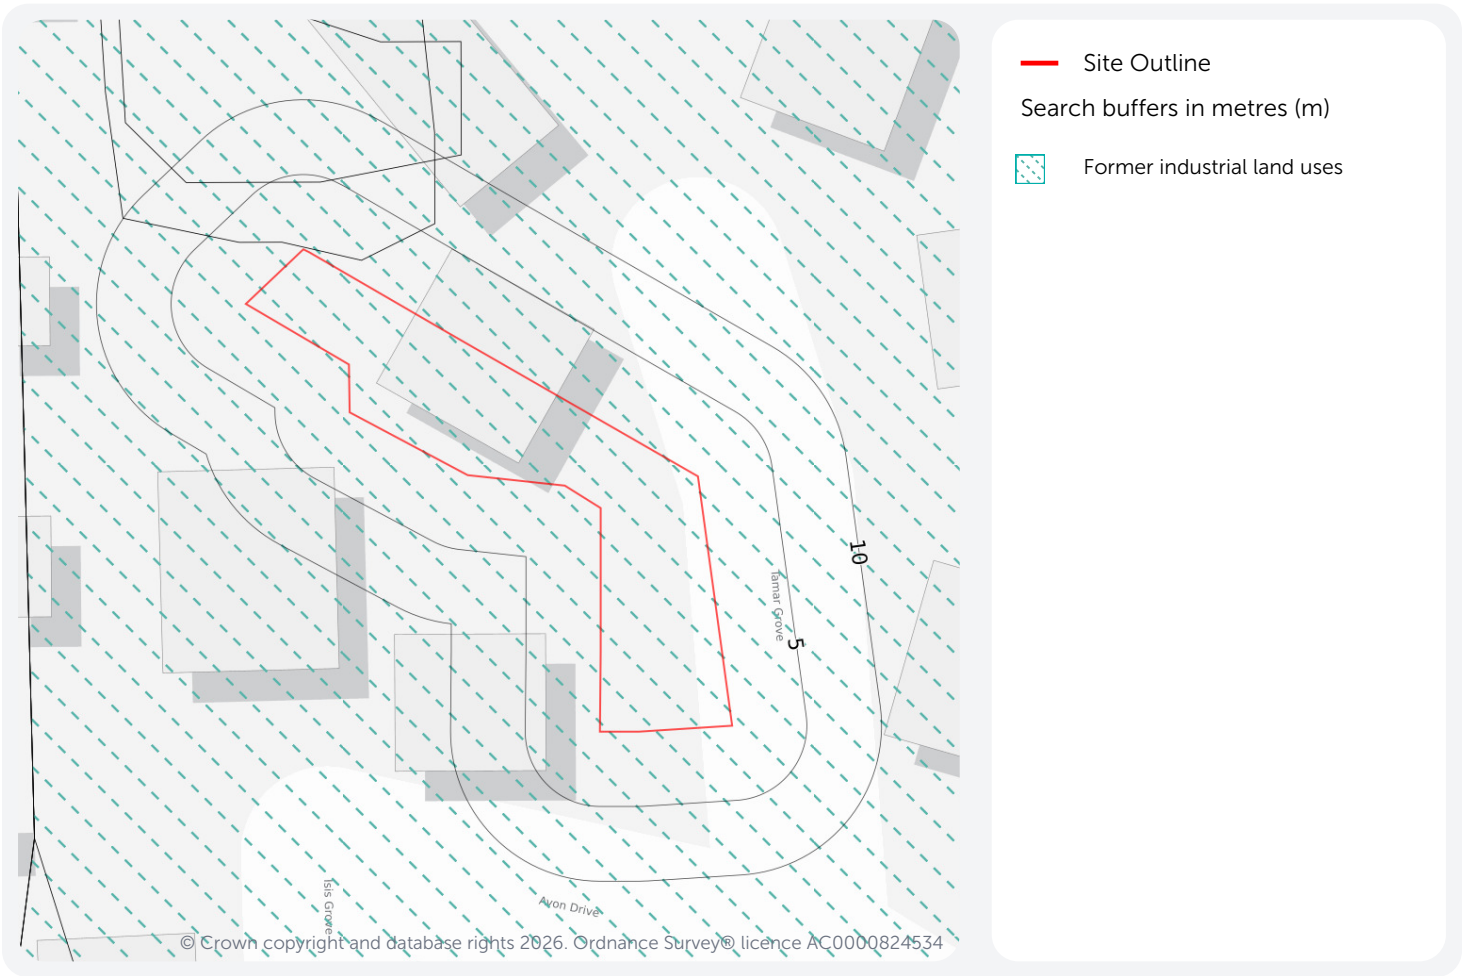 Site Outline
Search buffers in metres (m)
Former industrial land uses
10
Tamar Grove
5
Isis Grove
Avon Drive
© Crown copyright and database rights 2026. Ordnance Survey® licence AC0000824534